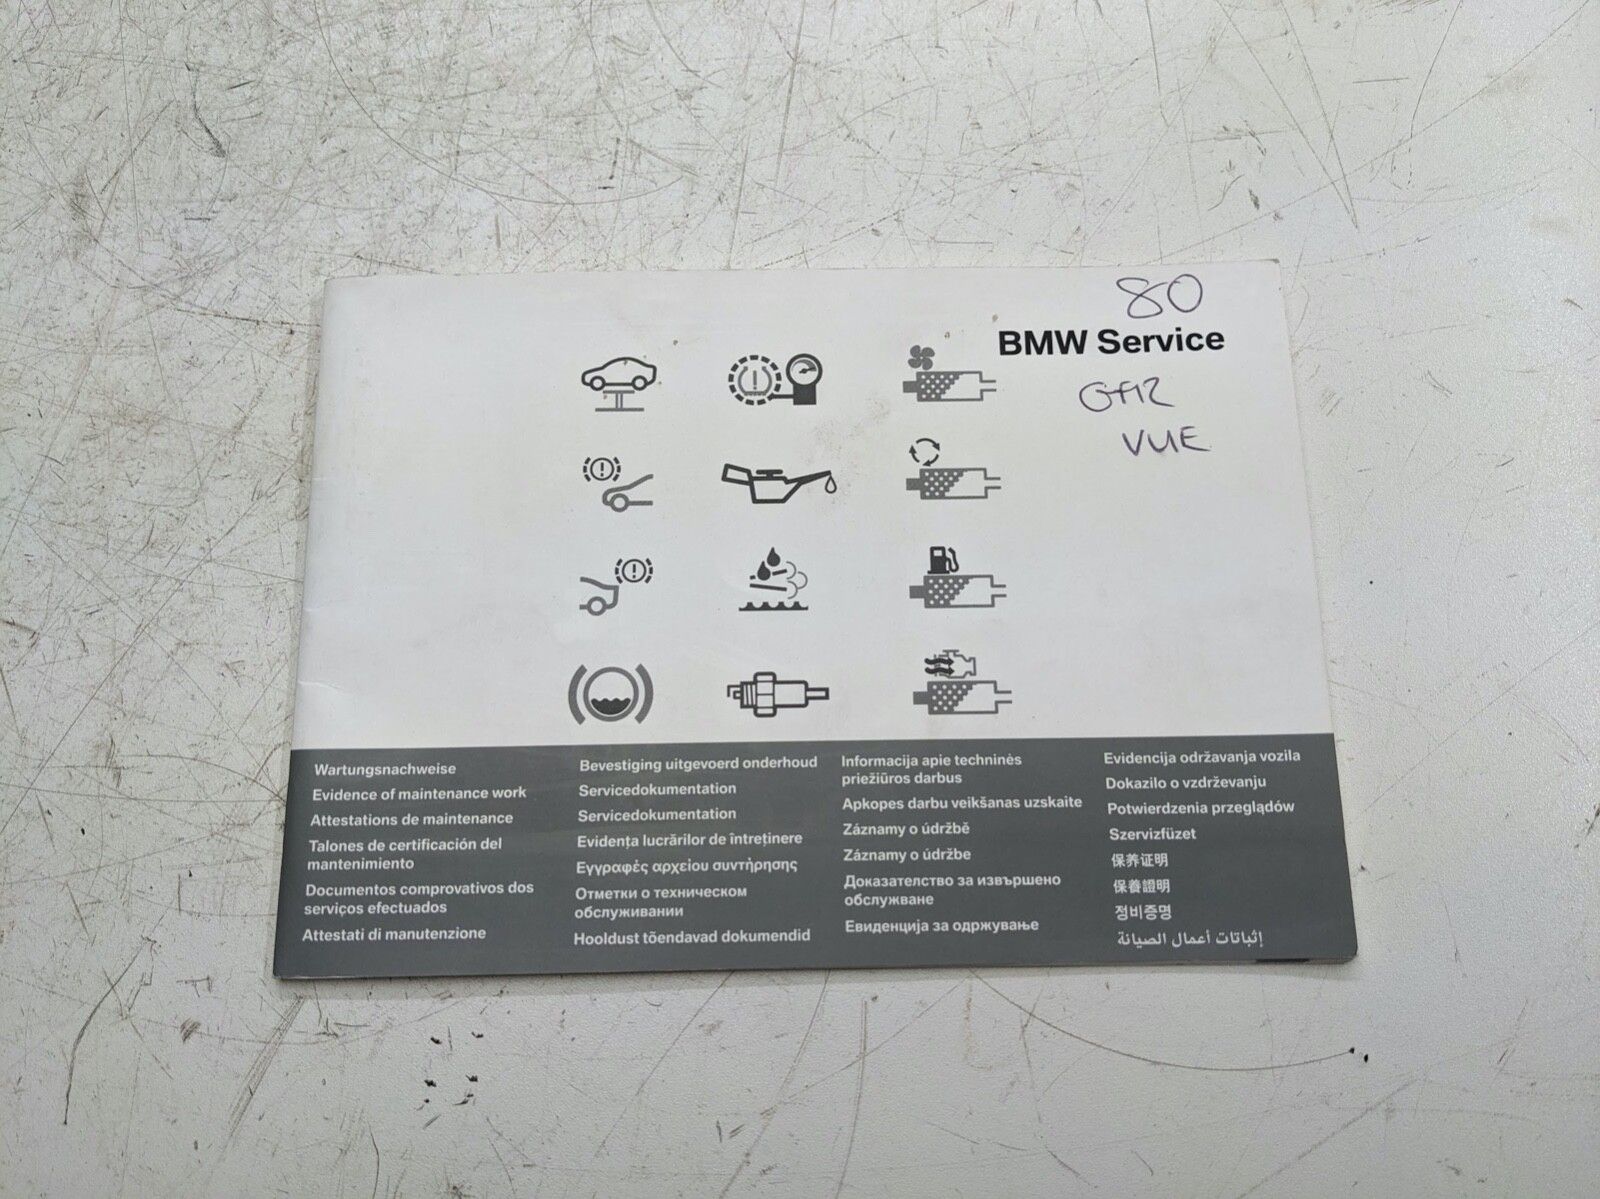 80
BMW Service
GF12
VUE
Wartungsnachweise
Evidence of maintenance work
Attestations de maintenance
Talones de certificación del
mantenimiento
Documentos comprovativos dos
serviços efectuados
Attestati di manutenzione
Bevestiging uitgevoerd onderhoud
Servicedokumentation
Servicedokumentation
Evidența lucrărilor de întreținere
Εγγραφές αρχείου συντήρησης
Отметки о техническом
обслуживании
Hooldust tõendavad dokumendid
Informacija apie techninės
priežiūros darbus
Apkopes darbu veikšanas uzskaite
Záznamy o údržbě
Záznamy o údržbe
Доказателство за извършено
обслужване
Евиденција за одржување
Evidencija održavanja vozila
Dokazilo o vzdrževanju
Potwierdzenia przeglądów
Szervizfüzet
保养证明
保養證明
정비증명
إثباتات أعمال الصيانة